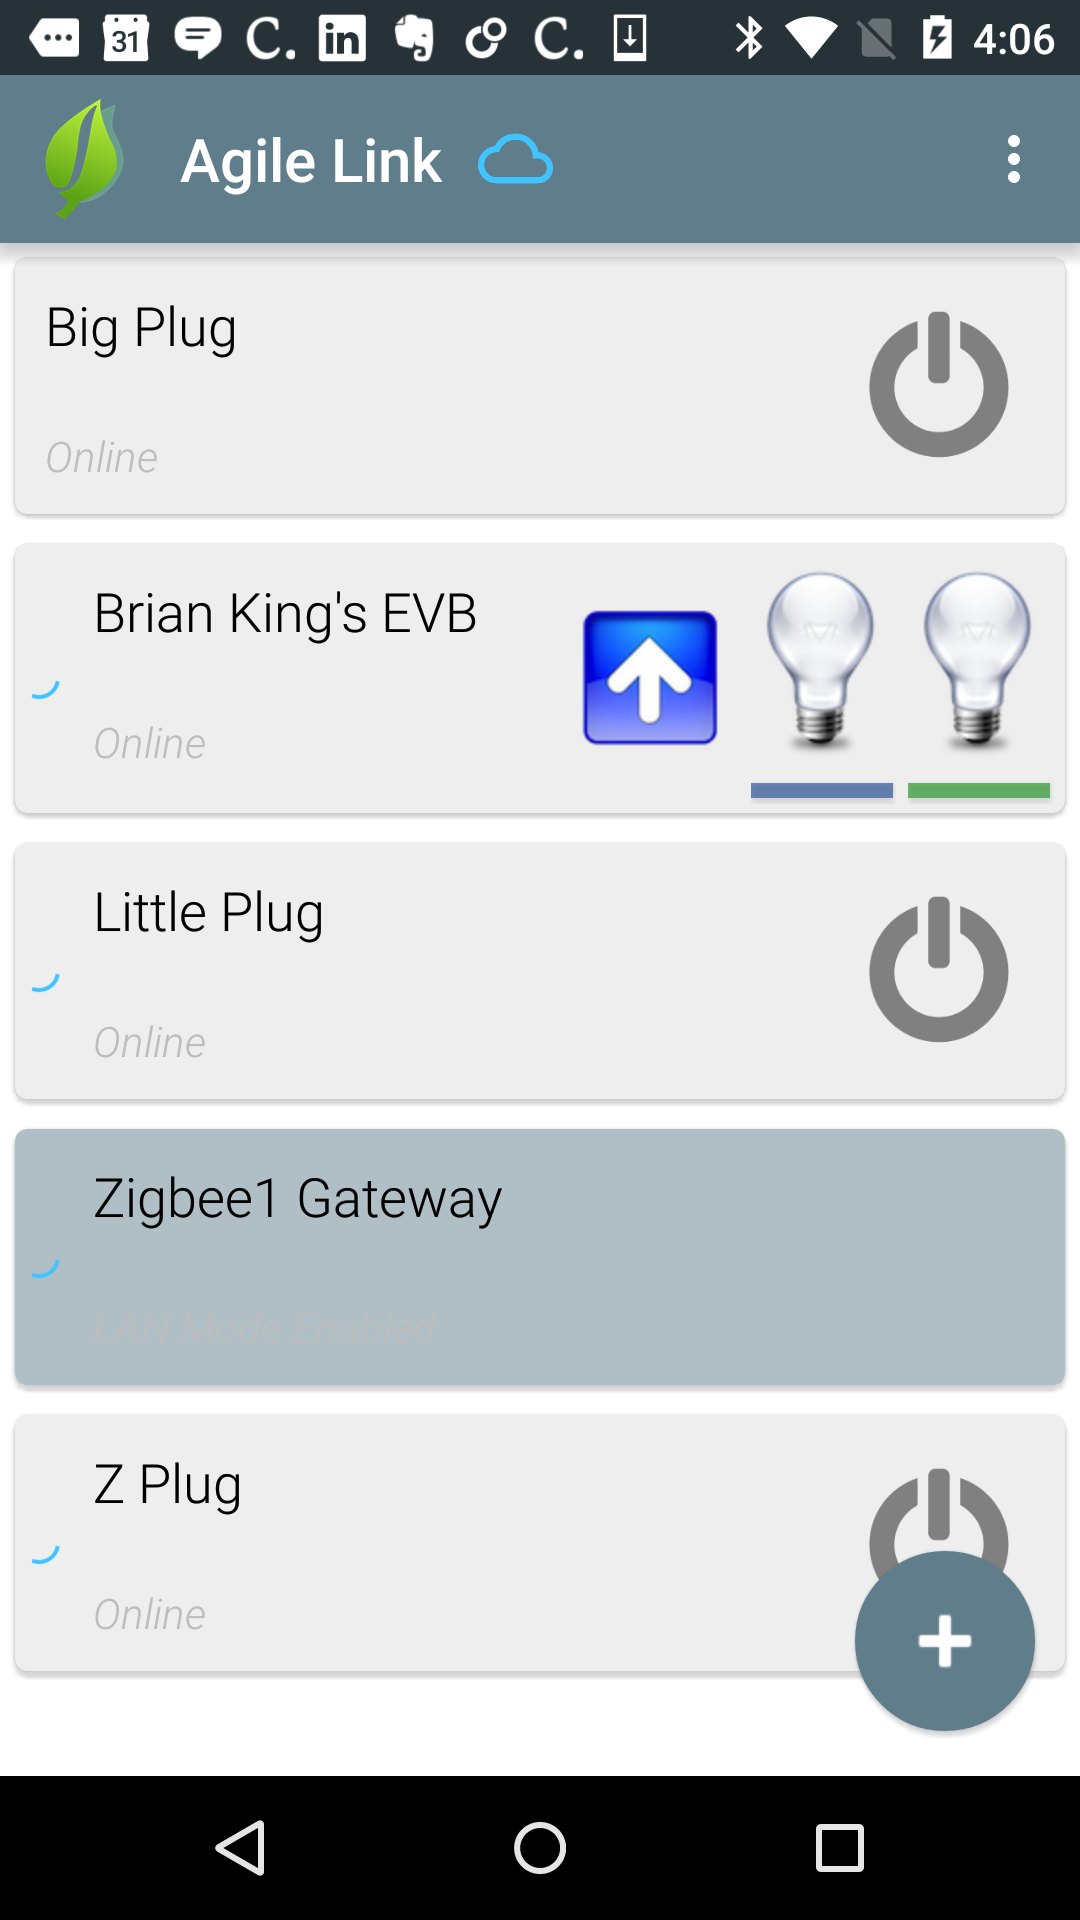 31
C.
in
C.
4:06
Agile Link
Big Plug
Online
Brian King's EVB
Online
Little Plug
Online
Zigbee1 Gateway
LAN Mode Enabled
Z Plug
Online